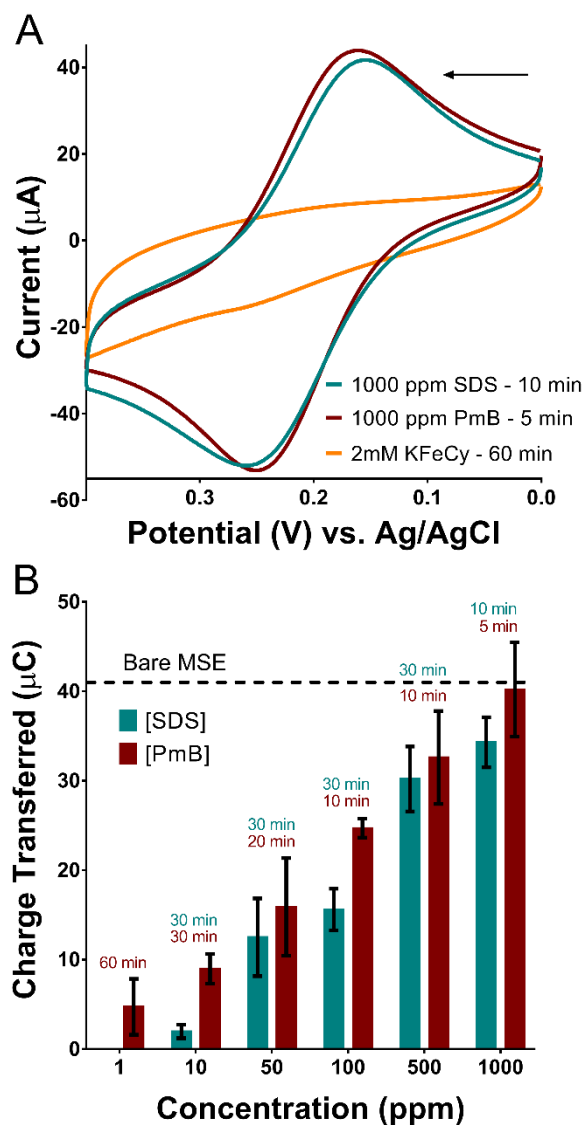 A
40
20
0
-20
-40
-60
Current (μA)
1000 ppm SDS - 10 min
1000 ppm PmB - 5 min
2mM KFeCy - 60 min
0.3 0.2 0.1 0.0
Potential (V) vs. Ag/AgCl
B
50
40
30
20
10
0
Charge Transferred (μC)
Bare MSE
[SDS]
[PmB]
60 min
30 min
30 min
30 min
20 min
30 min
10 min
30 min
10 min
10 min
5 min
1 10 50 100 500 1000
Concentration (ppm)